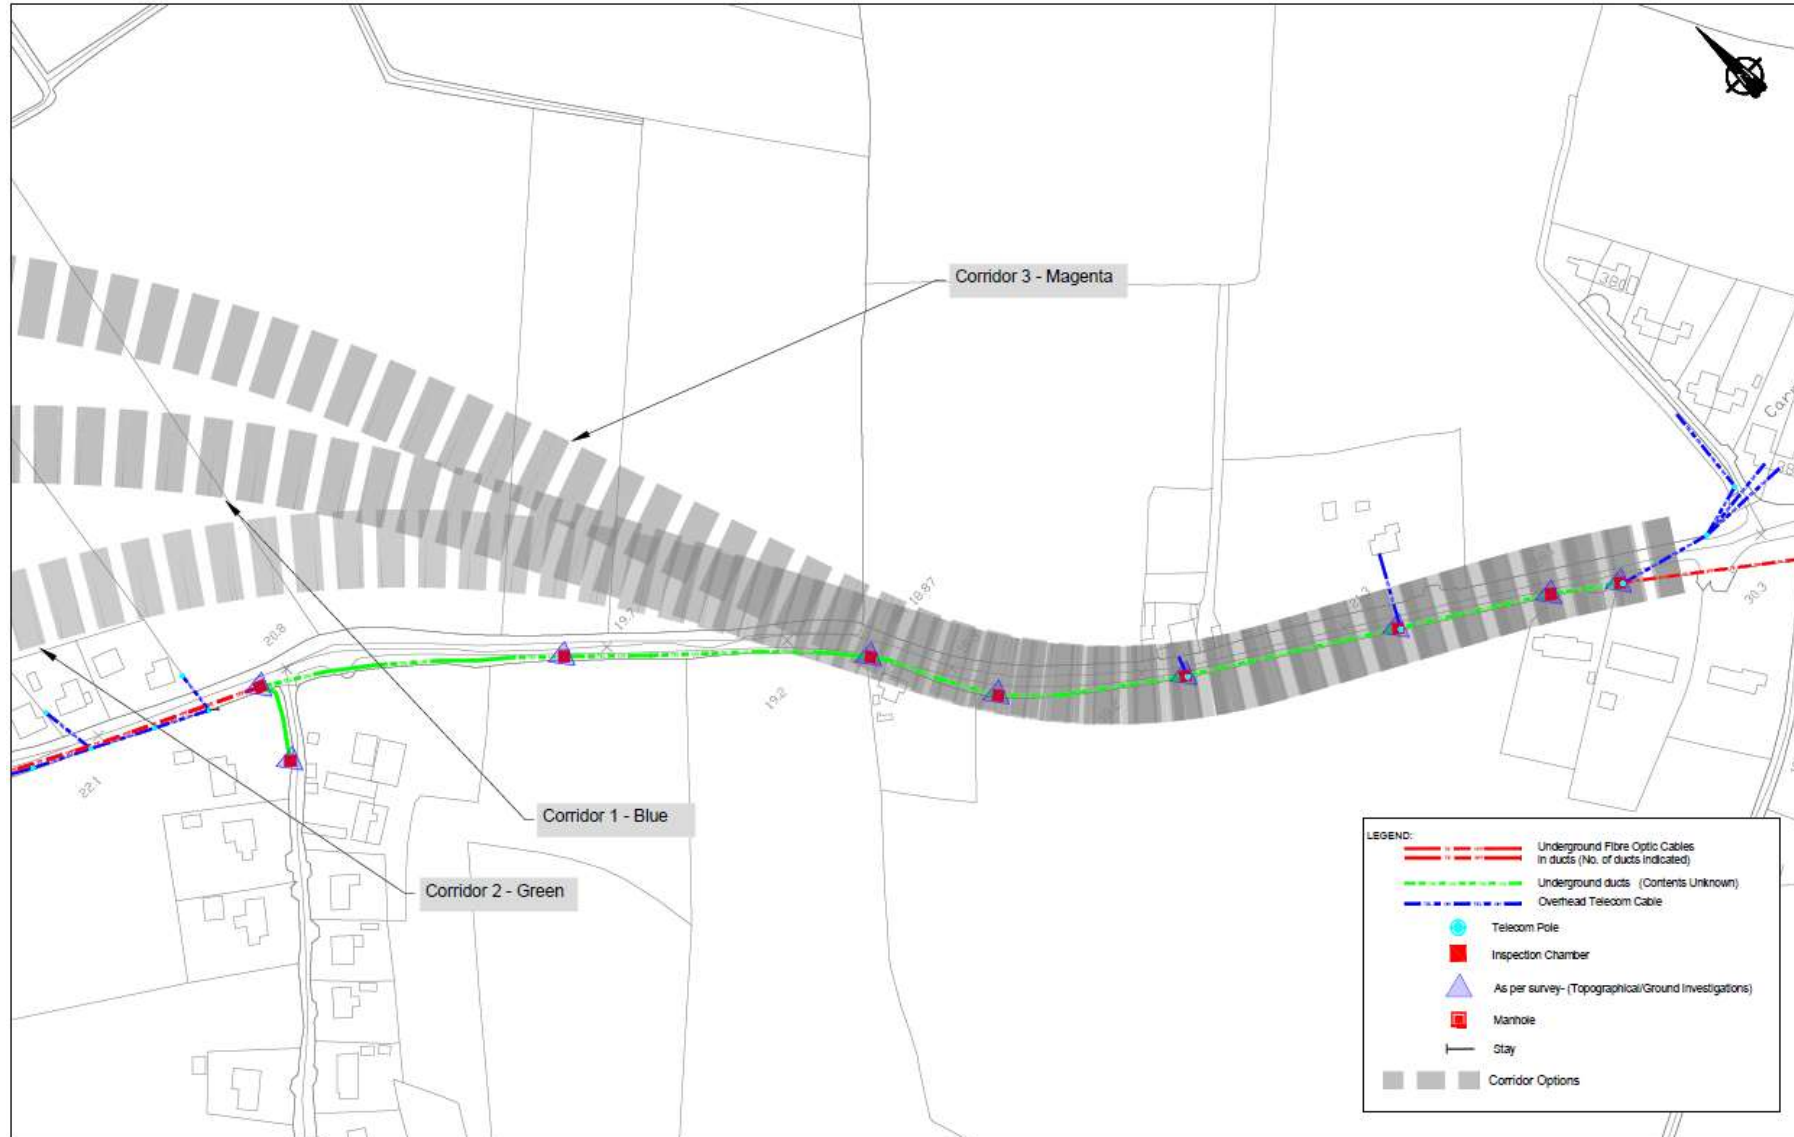 Corridor 3 - Magenta
18.87
19.7
20.8
19.2
21.3
30.3
22.1
Corridor 1 - Blue
Corridor 2 - Green
LEGEND:
Underground Fibre Optic Cables
In ducts (No. of ducts indicated)
Underground ducts (Contents Unknown)
Overhead Telecom Cable
Telecom Pole
Inspection Chamber
As per survey- (Topographical/Ground Investigations)
Manhole
Stay
Corridor Options